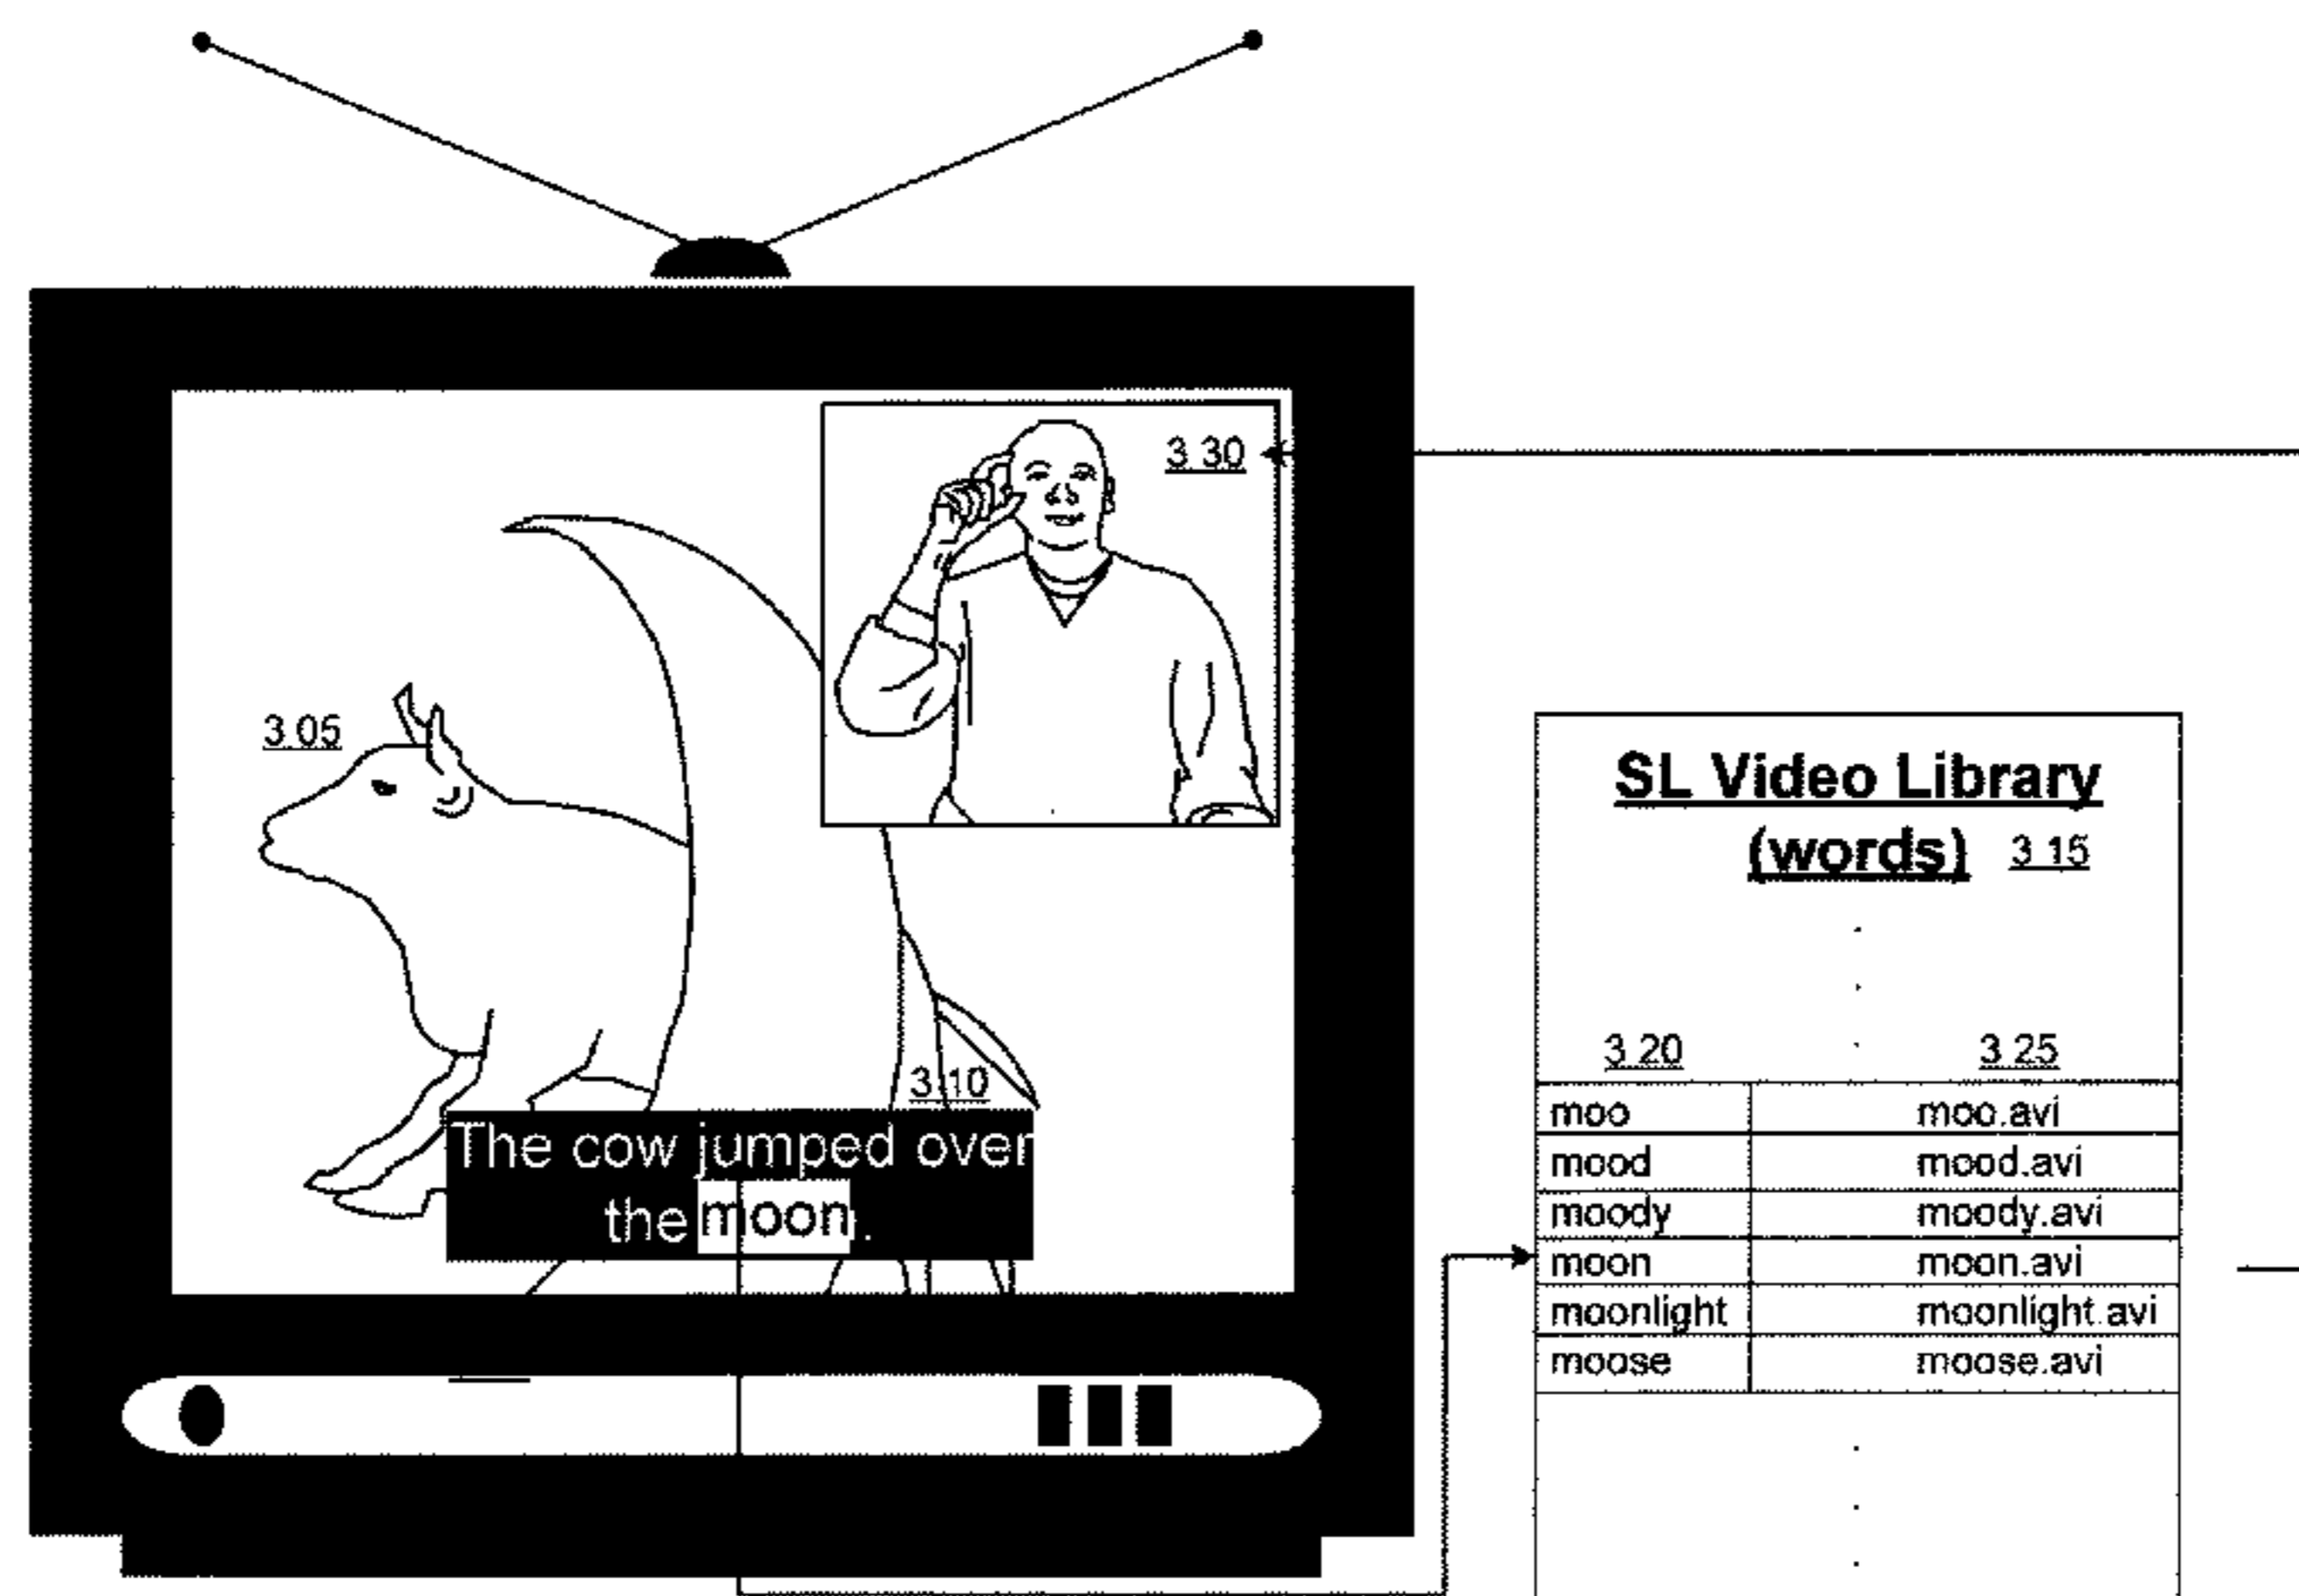 3.30
3.05
3.10
The cow jumped over
the moon.
SL Video Library
(words) 3.15
3.20 3.25
moo moo.avi
mood mood.avi
moody moody.avi
moon moon.avi
moonlight moonlight.avi
moose moose.avi